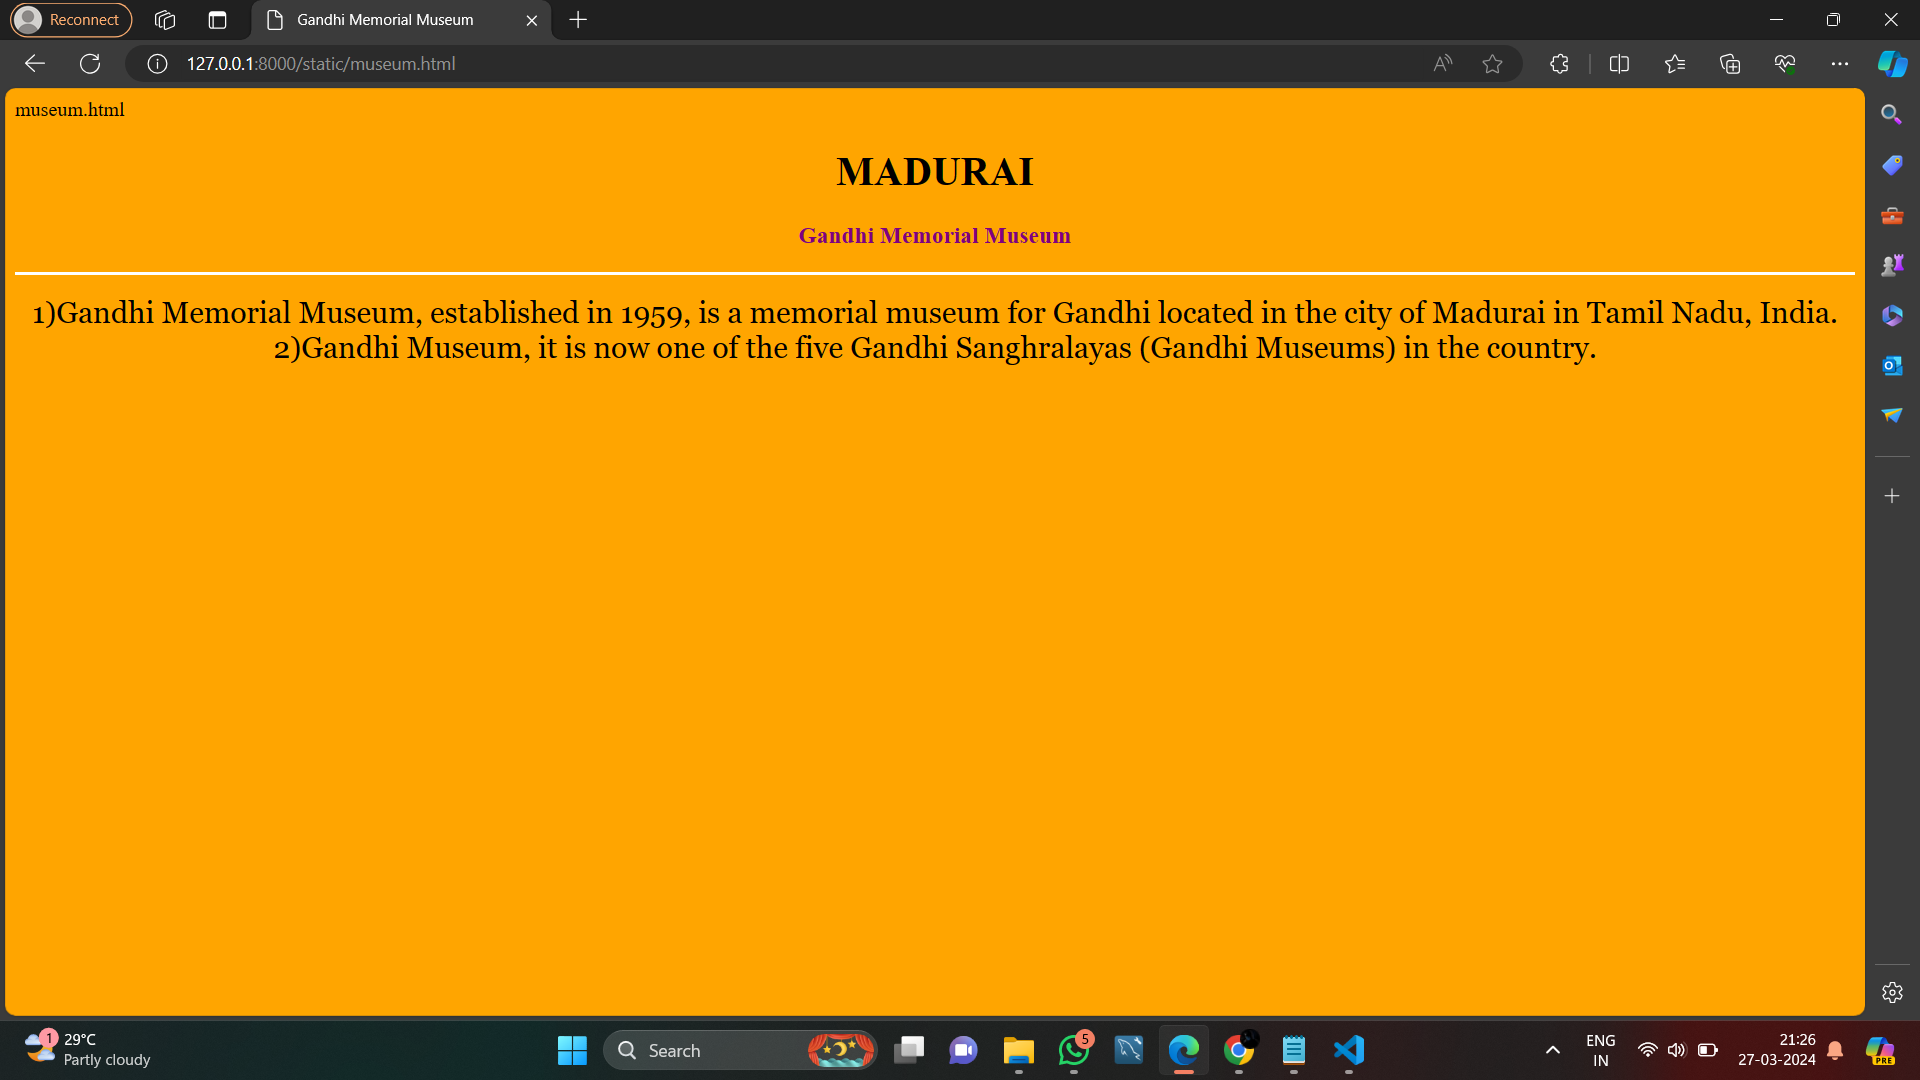 Reconnect
Gandhi Memorial Museum
127.0.0.1:8000/static/museum.html
museum.html
MADURAI
Gandhi Memorial Museum
1)Gandhi Memorial Museum, established in 1959, is a memorial museum for Gandhi located in the city of Madurai in Tamil Nadu, India.
2)Gandhi Museum, it is now one of the five Gandhi Sanghralayas (Gandhi Museums) in the country.
1
29°C
Partly cloudy
Search
5
ENG
IN
21:26
27-03-2024
PRE